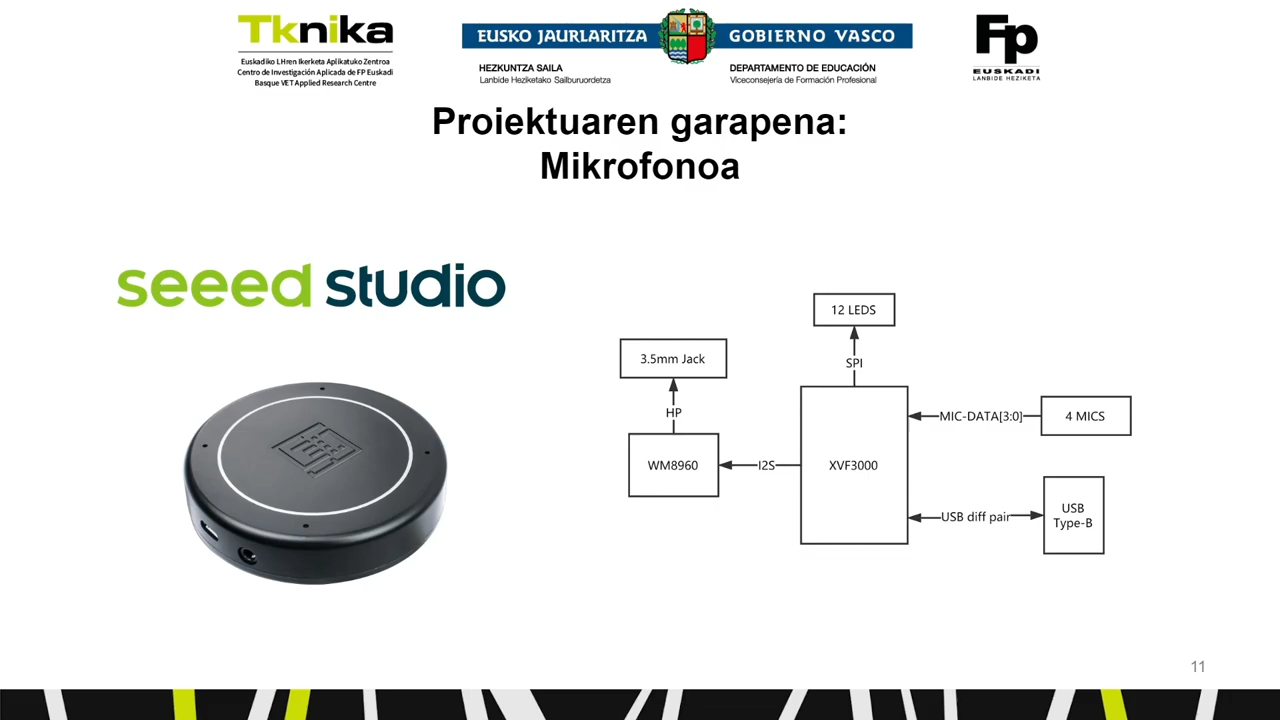 Tknika
Euskadiko LHren Ikerketa Aplikatuko Zentroa
Centro de Investigación Aplicada de FP Euskadi
Basque VET Applied Research Centre
EUSKO JAURLARITZA
GOBIERNO VASCO
HEZKUNTZA SAILA
Lanbide Heziketako Sailburuordetza
DEPARTAMENTO DE EDUCACIÓN
Viceconsejería de Formación Profesional
Fp
EUSKADI
LANBIDE HEZIKETA
Proiektuaren garapena:
Mikrofonoa
seeed studio
12 LEDS
SPI
3.5mm Jack
HP
WM8960
I2S
XVF3000
MIC-DATA[3:0]
4 MICS
USB diff pair
USB
Type-B
11